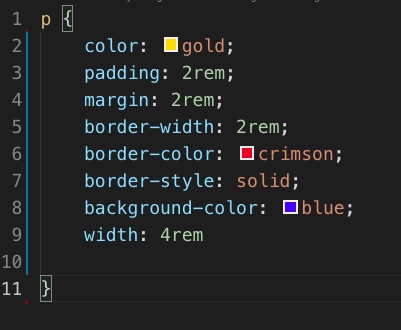 1 p {
2 color: gold;
3 padding: 2rem;
4 margin: 2rem;
5 border-width: 2rem;
6 border-color: crimson;
7 border-style: solid;
8 background-color: blue;
9 width: 4rem
10
11 }